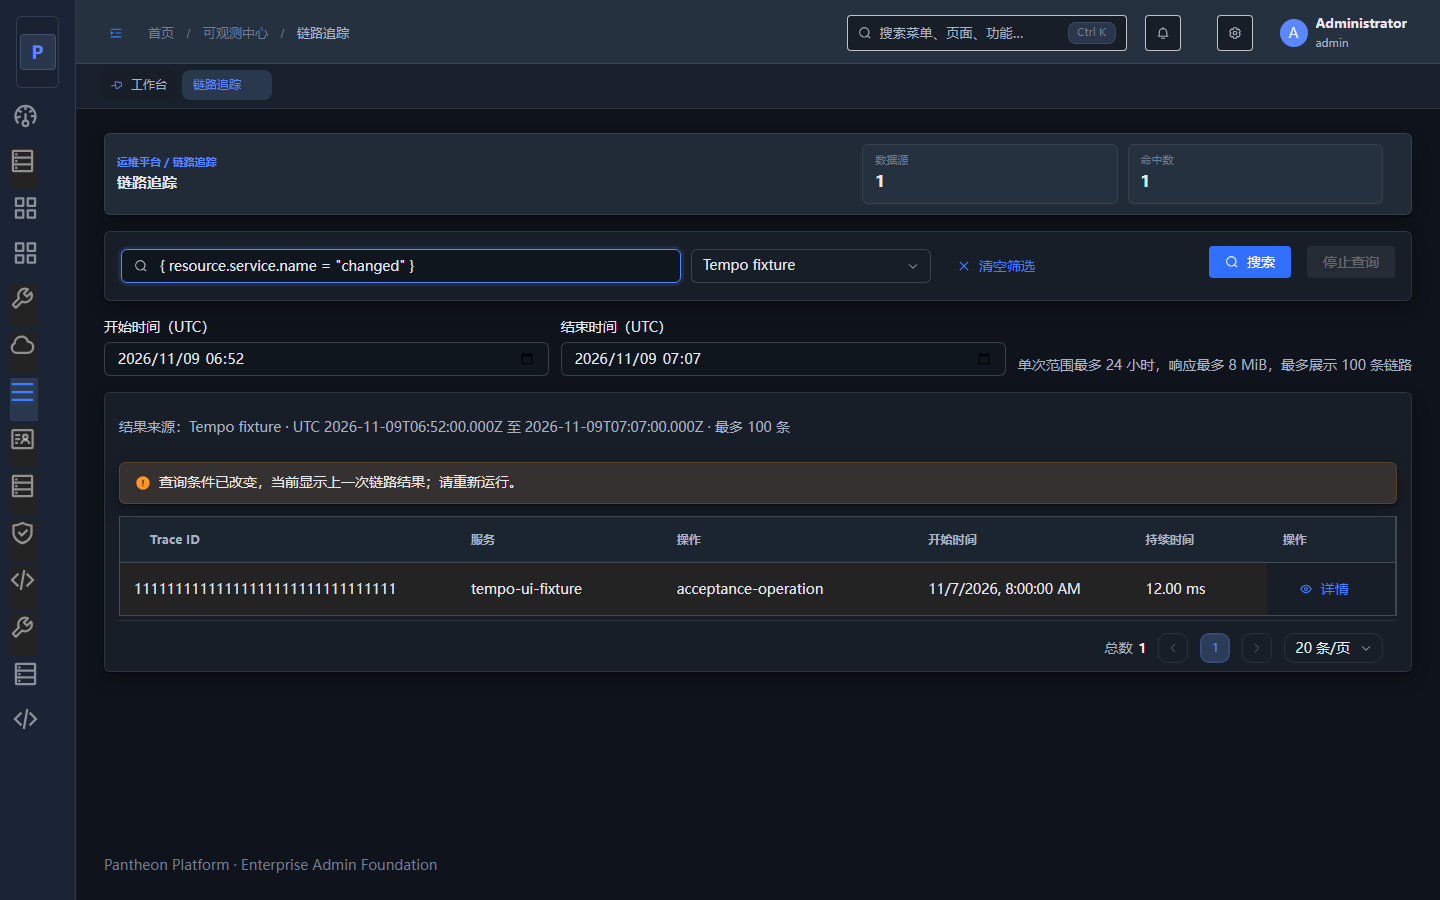 P
首页 / 可观测中心 / 链路追踪
搜索菜单、页面、功能... Ctrl K
A
Administrator
admin
工作台
链路追踪
运维平台 / 链路追踪
链路追踪
数据源
1
命中数
1
{ resource.service.name = "changed" }
Tempo fixture
清空筛选
搜索
停止查询
开始时间（UTC）
2026/11/09 06:52
结束时间（UTC）
2026/11/09 07:07
单次范围最多 24 小时，响应最多 8 MiB，最多展示 100 条链路
结果来源：Tempo fixture · UTC 2026-11-09T06:52:00.000Z 至 2026-11-09T07:07:00.000Z · 最多 100 条
查询条件已改变，当前显示上一次链路结果；请重新运行。
Trace ID 服务 操作 开始时间 持续时间 操作
11111111111111111111111111111111 tempo-ui-fixture acceptance-operation 11/7/2026, 8:00:00 AM 12.00 ms 详情
总数 1
1
20 条/页
Pantheon Platform · Enterprise Admin Foundation